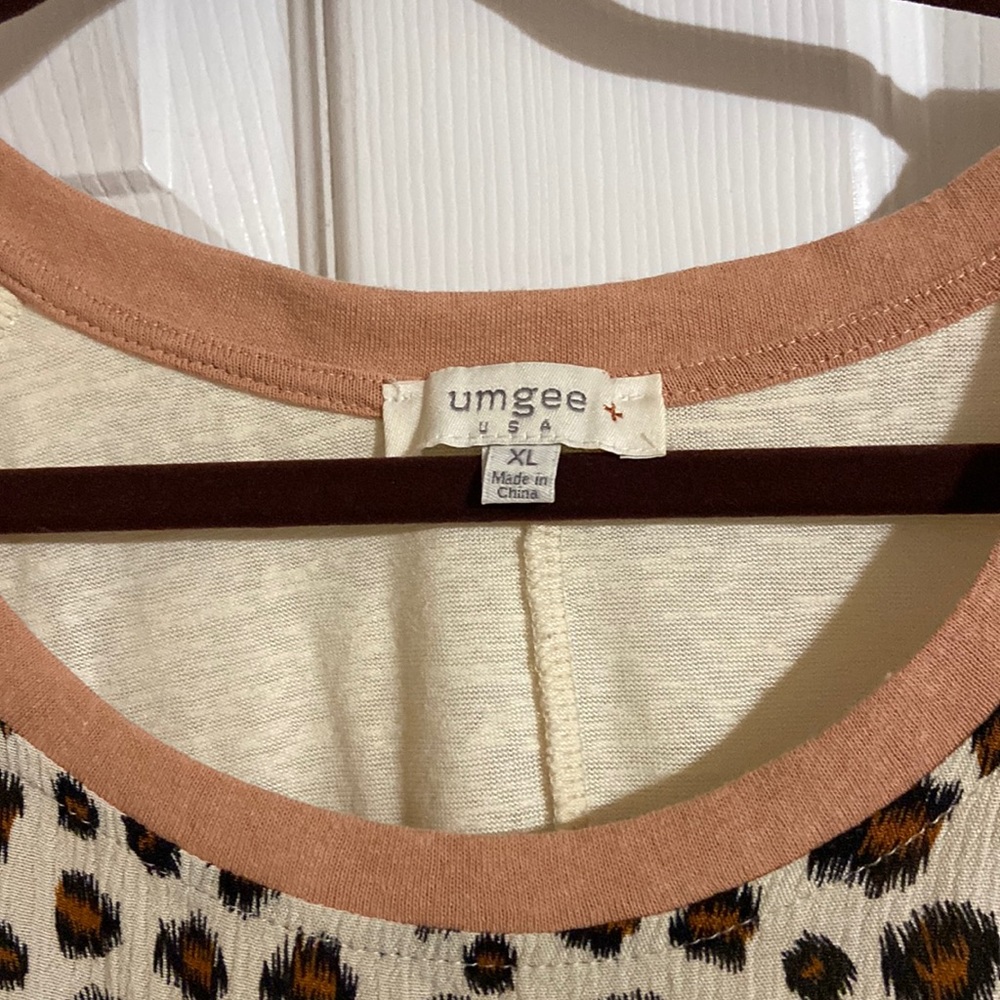 umgee +
USA
XL
Made in
China